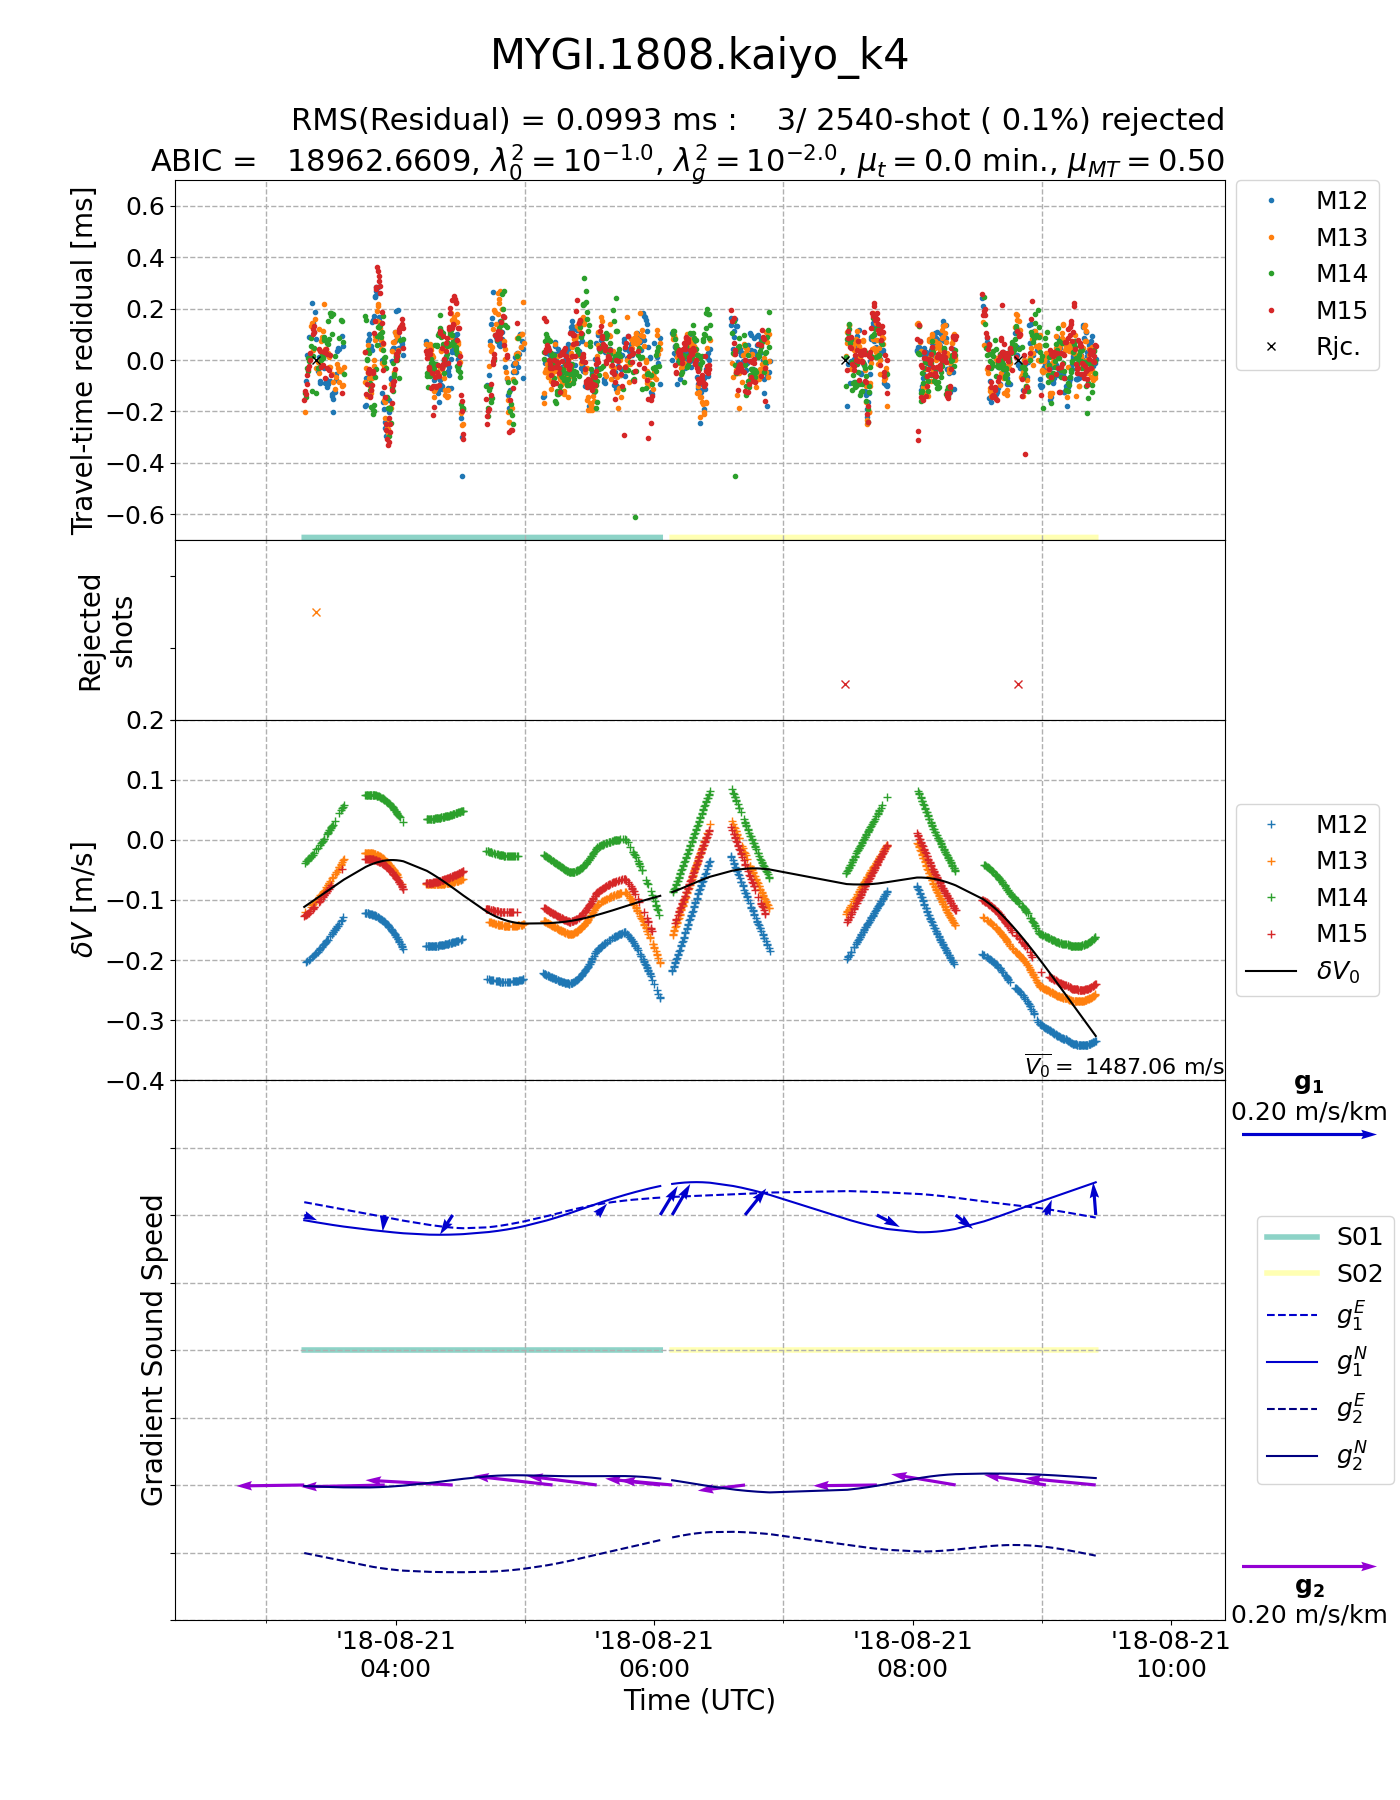 MYGI.1808.kaiyo_k4
RMS(Residual) = 0.0993 ms :    3/ 2540-shot ( 0.1%) rejected
ABIC =   18962.6609, λ₀² = 10⁻¹·⁰, λg² = 10⁻²·⁰, μt = 0.0 min., μMT = 0.50
Travel-time redidual [ms]
0.6
0.4
0.2
0.0
−0.2
−0.4
−0.6
M12
M13
M14
M15
Rjc.
Rejected
shots
δV [m/s]
0.2
0.1
0.0
−0.1
−0.2
−0.3
−0.4
M12
M13
M14
M15
δV₀
V̅₀ = 1487.06 m/s
g₁
0.20 m/s/km
Gradient Sound Speed
S01
S02
g₁ᴱ
g₁ᴺ
g₂ᴱ
g₂ᴺ
g₂
0.20 m/s/km
'18-08-21
04:00
'18-08-21
06:00
'18-08-21
08:00
'18-08-21
10:00
Time (UTC)